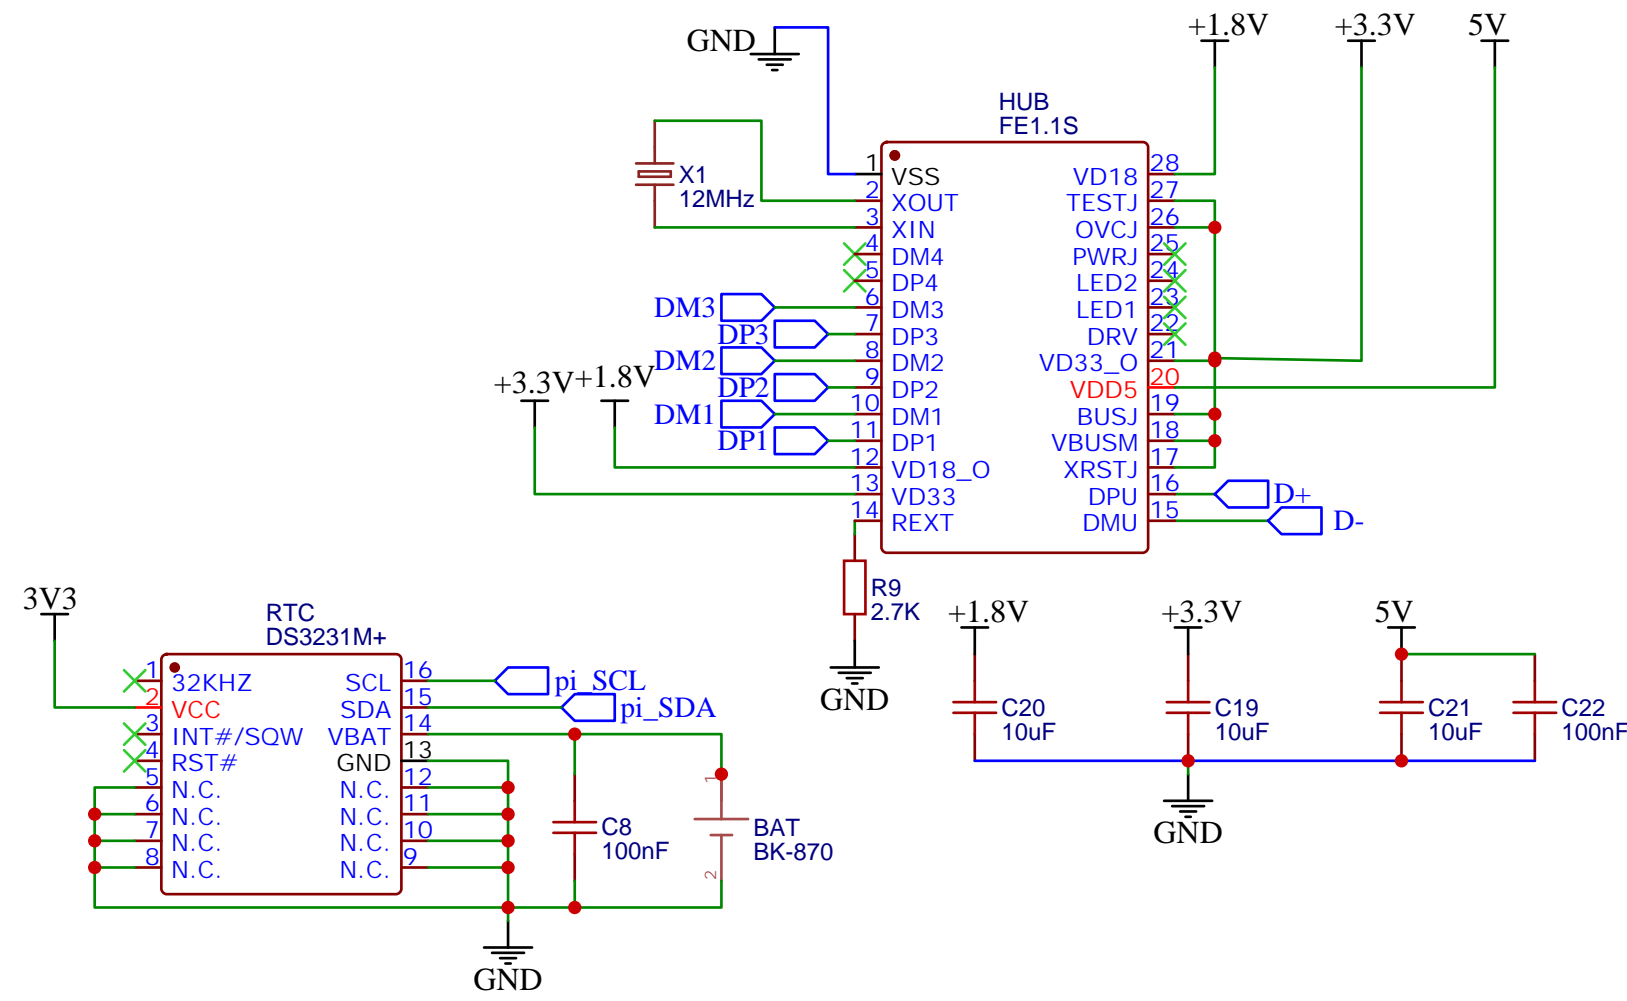 GND
+1.8V
+3.3V
5V
HUB
FE1.1S
X1
12MHz
1
VSS
2
XOUT
3
XIN
4
DM4
5
DP4
6
DM3
7
DP3
8
DM2
9
DP2
10
DM1
11
DP1
12
VD18_O
13
VD33
14
REXT
28
VD18
27
TESTJ
26
OVCJ
25
PWRJ
24
LED2
23
LED1
22
DRV
21
VD33_O
20
VDD5
19
BUSJ
18
VBUSM
17
XRSTJ
16
DPU
15
DMU
DM3
DP3
DM2
DP2
DM1
DP1
+3.3V
+1.8V
D+
D-
R9
2.7K
GND
3V3
RTC
DS3231M+
1
32KHZ
2
VCC
3
INT#/SQW
4
RST#
5
N.C.
6
N.C.
7
N.C.
8
N.C.
16
SCL
15
SDA
14
VBAT
13
GND
12
N.C.
11
N.C.
10
N.C.
9
N.C.
pi_SCL
pi_SDA
C8
100nF
1
BAT
BK-870
2
GND
+1.8V
+3.3V
5V
C20
10uF
C19
10uF
C21
10uF
C22
100nF
GND